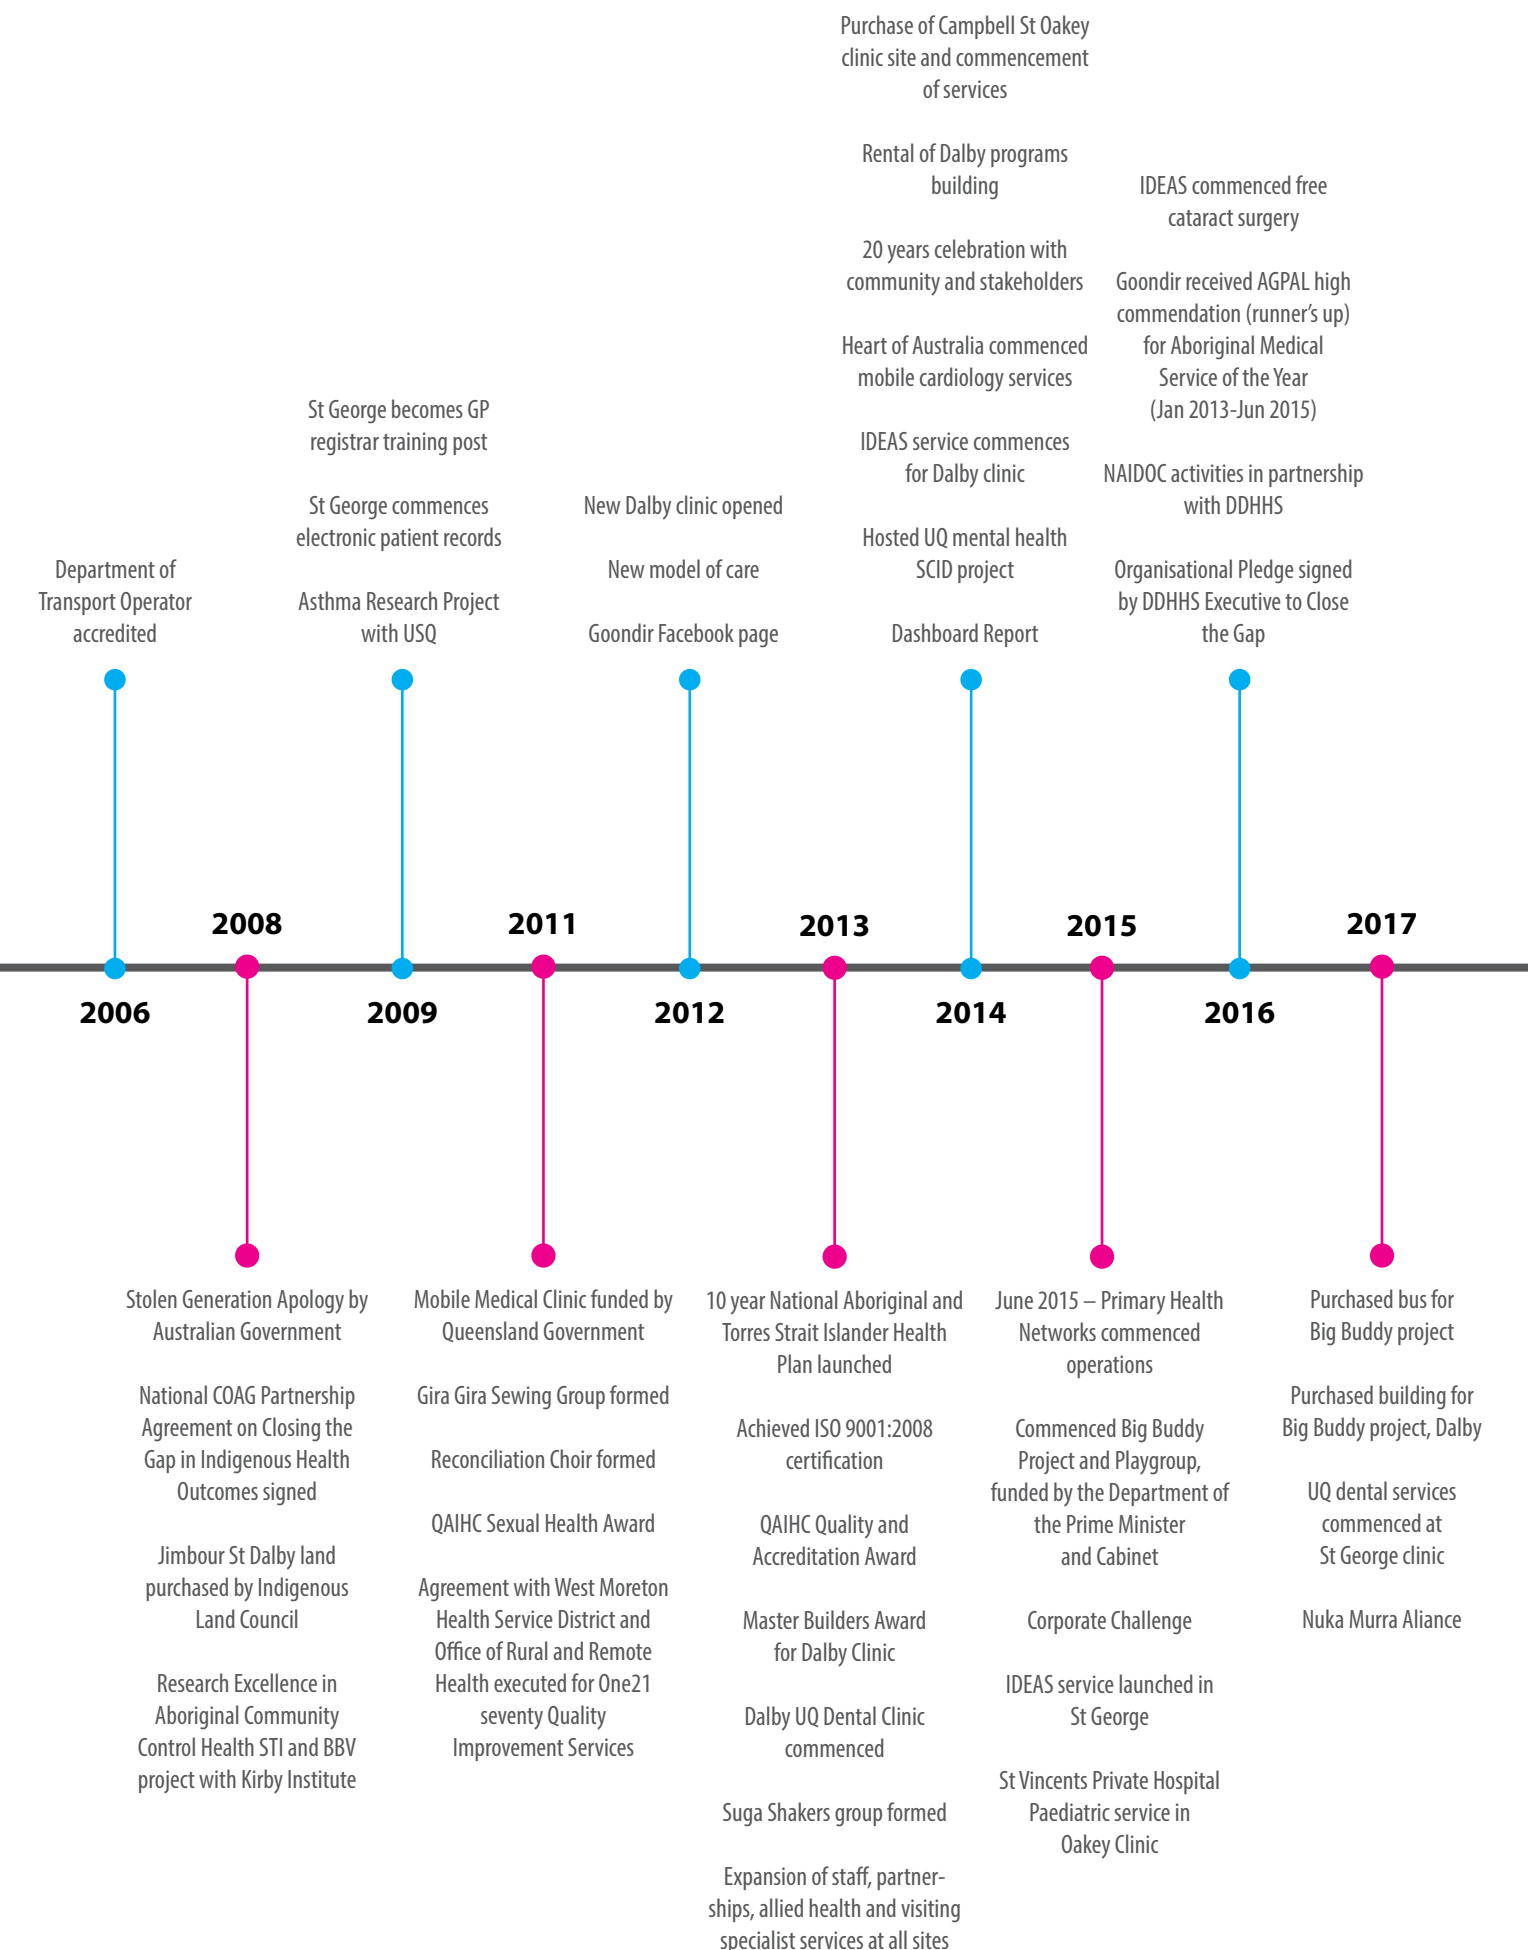 Department of
Transport Operator
accredited
2006
2008
Stolen Generation Apology by
Australian Government
National COAG Partnership
Agreement on Closing the
Gap in Indigenous Health
Outcomes signed
Jimbour St Dalby land
purchased by Indigenous
Land Council
Research Excellence in
Aboriginal Community
Control Health STI and BBV
project with Kirby Institute
St George becomes GP
registrar training post
St George commences
electronic patient records
Asthma Research Project
with USQ
2009
2011
Mobile Medical Clinic funded by
Queensland Government
Gira Gira Sewing Group formed
Reconciliation Choir formed
QAIHC Sexual Health Award
Agreement with West Moreton
Health Service District and
Office of Rural and Remote
Health executed for One21
seventy Quality
Improvement Services
New Dalby clinic opened
New model of care
Goondir Facebook page
2012
2013
10 year National Aboriginal and
Torres Strait Islander Health
Plan launched
Achieved ISO 9001:2008
certification
QAIHC Quality and
Accreditation Award
Master Builders Award
for Dalby Clinic
Dalby UQ Dental Clinic
commenced
Suga Shakers group formed
Expansion of staff, partner-
ships, allied health and visiting
specialist services at all sites
Purchase of Campbell St Oakey
clinic site and commencement
of services
Rental of Dalby programs
building
20 years celebration with
community and stakeholders
Heart of Australia commenced
mobile cardiology services
IDEAS service commences
for Dalby clinic
Hosted UQ mental health
SCID project
Dashboard Report
2014
2015
June 2015 – Primary Health
Networks commenced
operations
Commenced Big Buddy
Project and Playgroup,
funded by the Department of
the Prime Minister
and Cabinet
Corporate Challenge
IDEAS service launched in
St George
St Vincents Private Hospital
Paediatric service in
Oakey Clinic
IDEAS commenced free
cataract surgery
Goondir received AGPAL high
commendation (runner's up)
for Aboriginal Medical
Service of the Year
(Jan 2013-Jun 2015)
NAIDOC activities in partnership
with DDHHS
Organisational Pledge signed
by DDHHS Executive to Close
the Gap
2016
2017
Purchased bus for
Big Buddy project
Purchased building for
Big Buddy project, Dalby
UQ dental services
commenced at
St George clinic
Nuka Murra Aliance